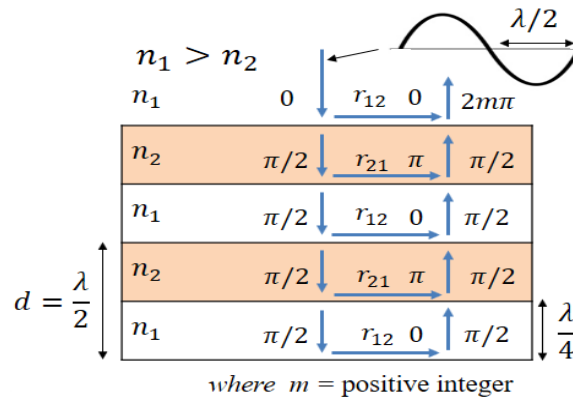 λ/2
n₁ > n₂
n₁ 0 r₁₂ 0 2mπ
n₂ π/2 r₂₁ π π/2
n₁ π/2 r₁₂ 0 π/2
d = λ/2 n₂ π/2 r₂₁ π π/2
n₁ π/2 r₁₂ 0 π/2 λ/4
where m = positive integer